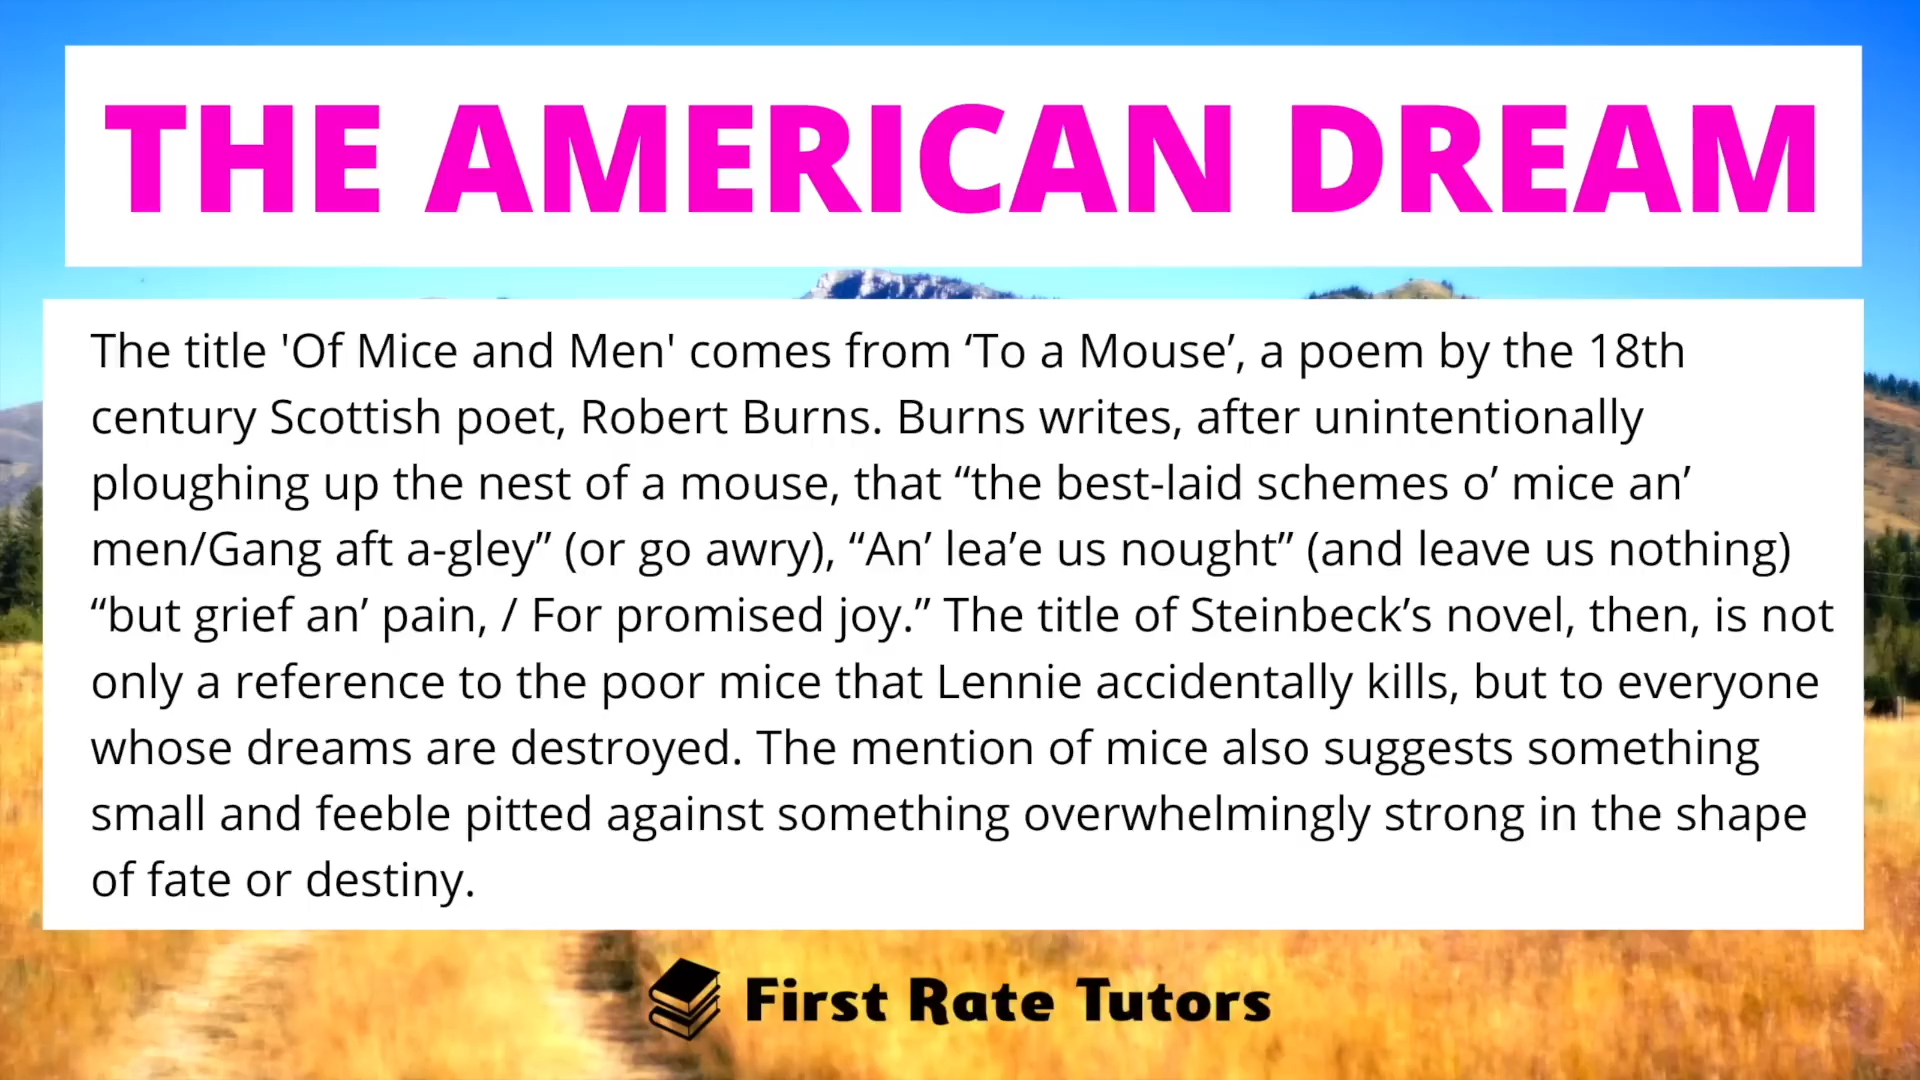 THE AMERICAN DREAM
The title 'Of Mice and Men' comes from ‘To a Mouse’, a poem by the 18th
century Scottish poet, Robert Burns. Burns writes, after unintentionally
ploughing up the nest of a mouse, that “the best-laid schemes o’ mice an’
men/Gang aft a-gley” (or go awry), “An’ lea’e us nought” (and leave us nothing)
“but grief an’ pain, / For promised joy.” The title of Steinbeck’s novel, then, is not
only a reference to the poor mice that Lennie accidentally kills, but to everyone
whose dreams are destroyed. The mention of mice also suggests something
small and feeble pitted against something overwhelmingly strong in the shape
of fate or destiny.
First Rate Tutors